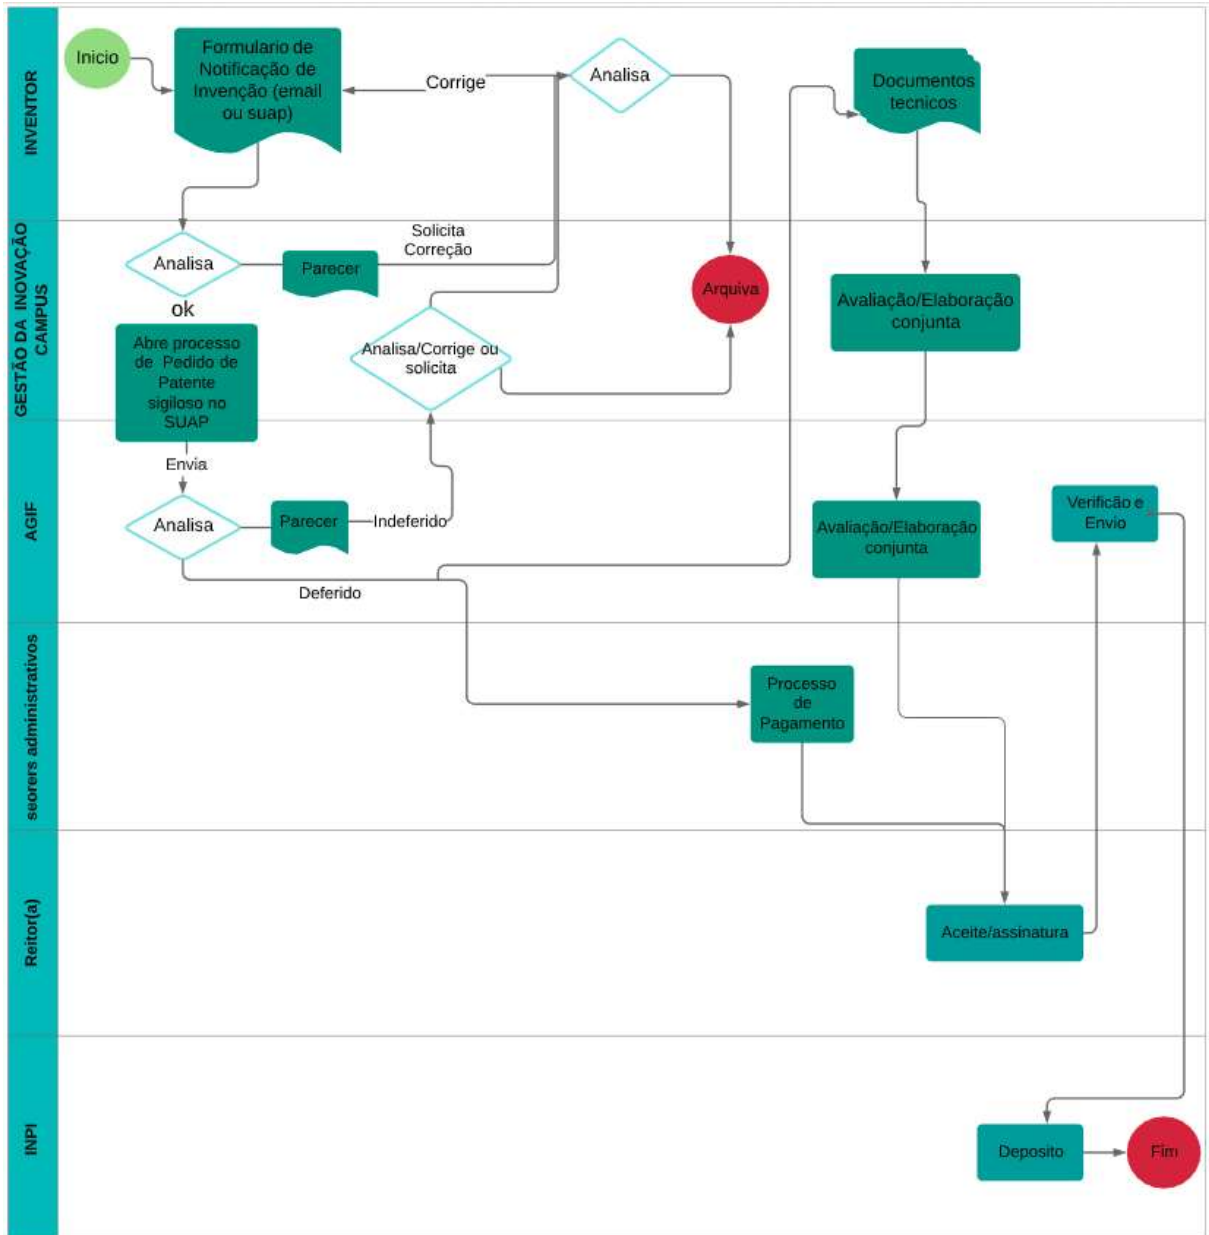 INVENTOR
Inicio
Formulario de
Notificação de
Invenção (email
ou suap)
Corrige
Analisa
Documentos
tecnicos
GESTÃO DA INOVAÇÃO
CAMPUS
Analisa
Parecer
Solicita
Correção
ok
Abre processo
de Pedido de
Patente
sigiloso no
SUAP
Analisa/Corrige ou
solicita
Arquiva
Avaliação/Elaboração
conjunta
AGIF
Envia
Analisa
Parecer
Indeferido
Deferido
Avaliação/Elaboração
conjunta
Verificão e
Envio
seorers administrativos
Processo
de
Pagamento
Reitor(a)
Aceite/assinatura
INPI
Deposito
Fim